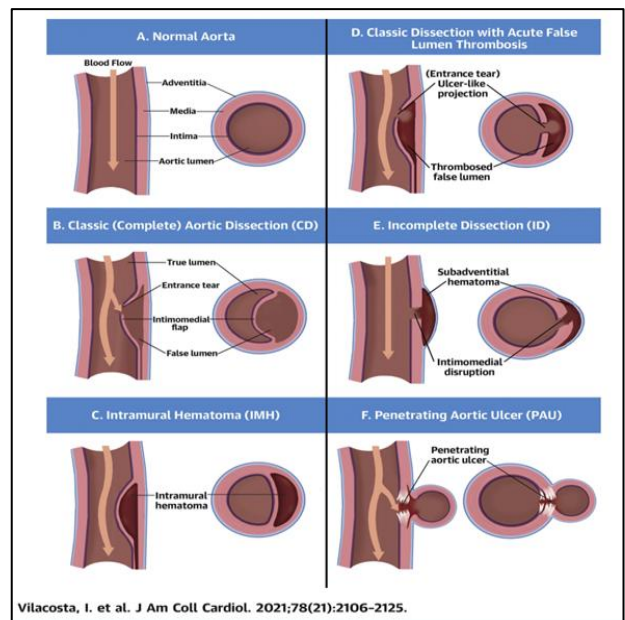 A. Normal Aorta
Blood Flow
Adventitia
Media
Intima
Aortic lumen
B. Classic (Complete) Aortic Dissection (CD)
True lumen
Entrance tear
Intimomedial
flap
False lumen
C. Intramural Hematoma (IMH)
Intramural
hematoma
D. Classic Dissection with Acute False
Lumen Thrombosis
(Entrance tear)
Ulcer-like
projection
Thrombosed
false lumen
E. Incomplete Dissection (ID)
Subadventitial
hematoma
Intimomedial
disruption
F. Penetrating Aortic Ulcer (PAU)
Penetrating
aortic ulcer
Vilacosta, I. et al. J Am Coll Cardiol. 2021;78(21):2106–2125.